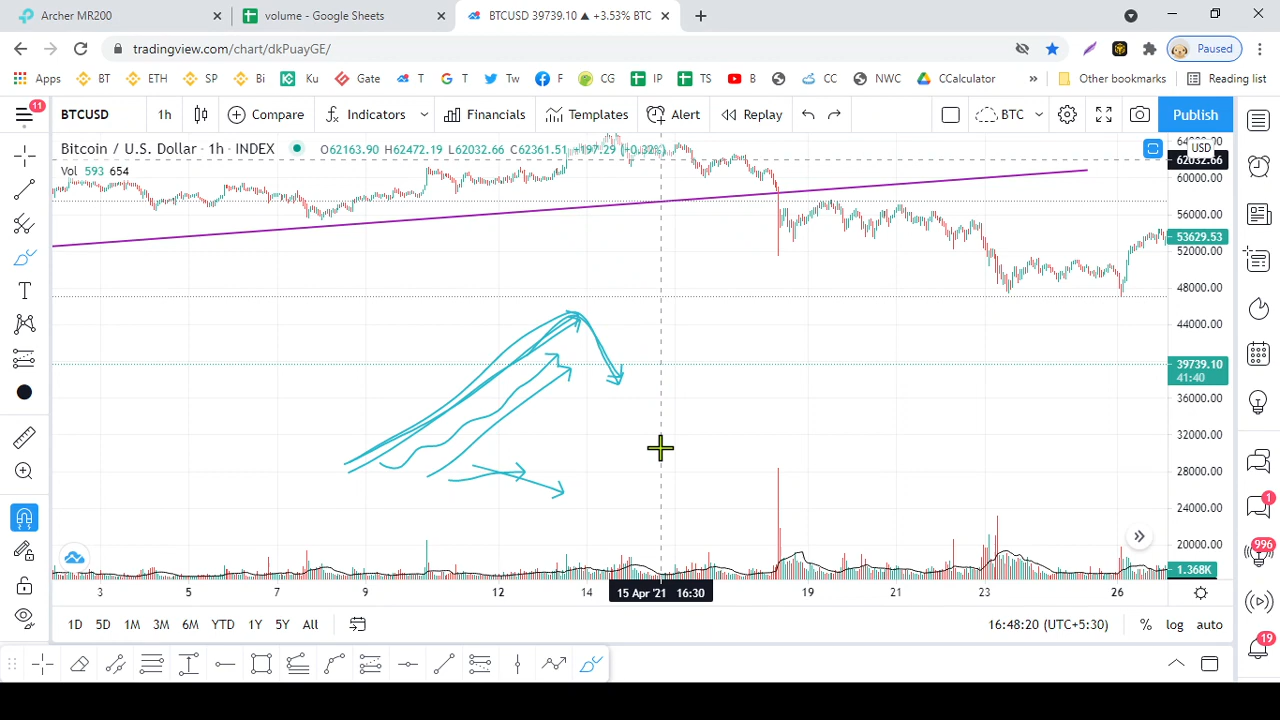 Archer MR200
volume - Google Sheets
BTCUSD 39739.10 ▲ +3.53% BTC
tradingview.com/chart/dkPuayGE/
Paused
Apps BT ETH SP Bi Ku Gate T T Tw F CG IP TS B CC NWC CCalculator » Other bookmarks Reading list
11 BTCUSD 1h Compare Indicators Financials Templates Alert Replay BTC Publish
Bitcoin / U.S. Dollar · 1h · INDEX O62163.90 H62472.19 L62032.66 C62361.51 +197.29 (+0.32%)
Vol 593 654
USD
62032.66
60000.00
56000.00
53629.53
52000.00
48000.00
44000.00
39739.10
41:40
36000.00
32000.00
28000.00
24000.00
20000.00
1.368K
3 5 7 9 12 14 15 Apr '21 16:30 19 21 23 26
1D 5D 1M 3M 6M YTD 1Y 5Y All 16:48:20 (UTC+5:30) % log auto
1
996
19